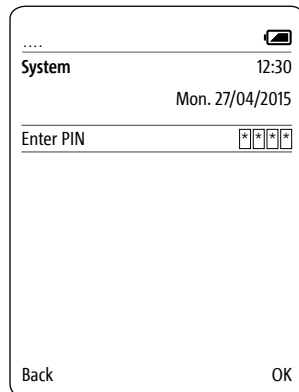 ....
System 12:30
Mon. 27/04/2015
Enter PIN ****
Back OK